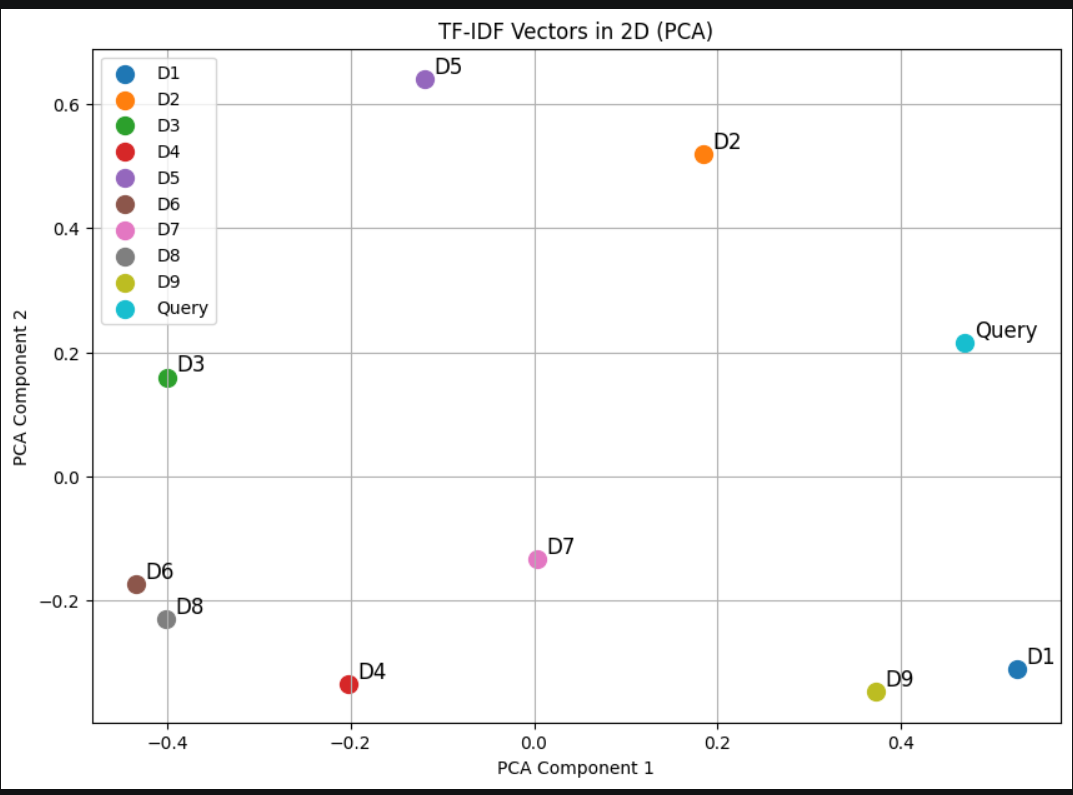 TF-IDF Vectors in 2D (PCA)
D1
D2
D3
D4
D5
D6
D7
D8
D9
Query
D5
D2
Query
D3
D7
D6
D8
D4
D9
D1
0.6
0.4
0.2
0.0
−0.2
PCA Component 2
−0.4
−0.2
0.0
0.2
0.4
PCA Component 1